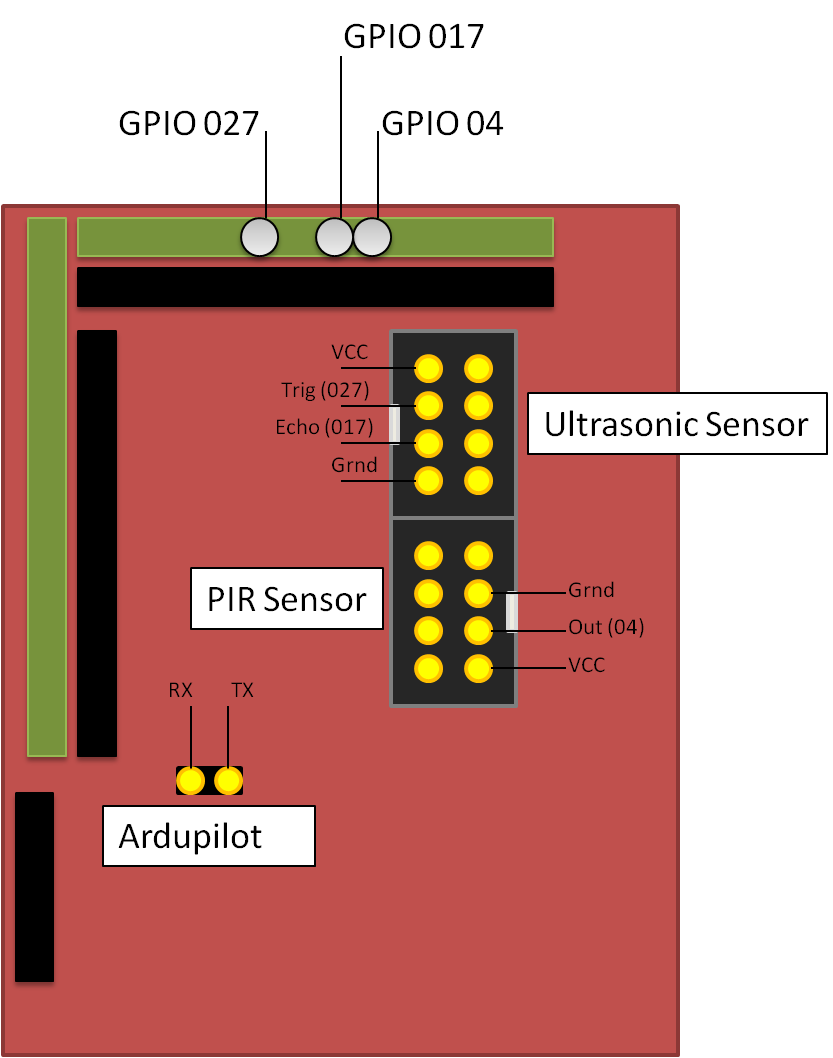 GPIO 017
GPIO 027
GPIO 04
VCC
Trig (027)
Echo (017)
Grnd
Ultrasonic Sensor
PIR Sensor
Grnd
Out (04)
VCC
RX
TX
Ardupilot